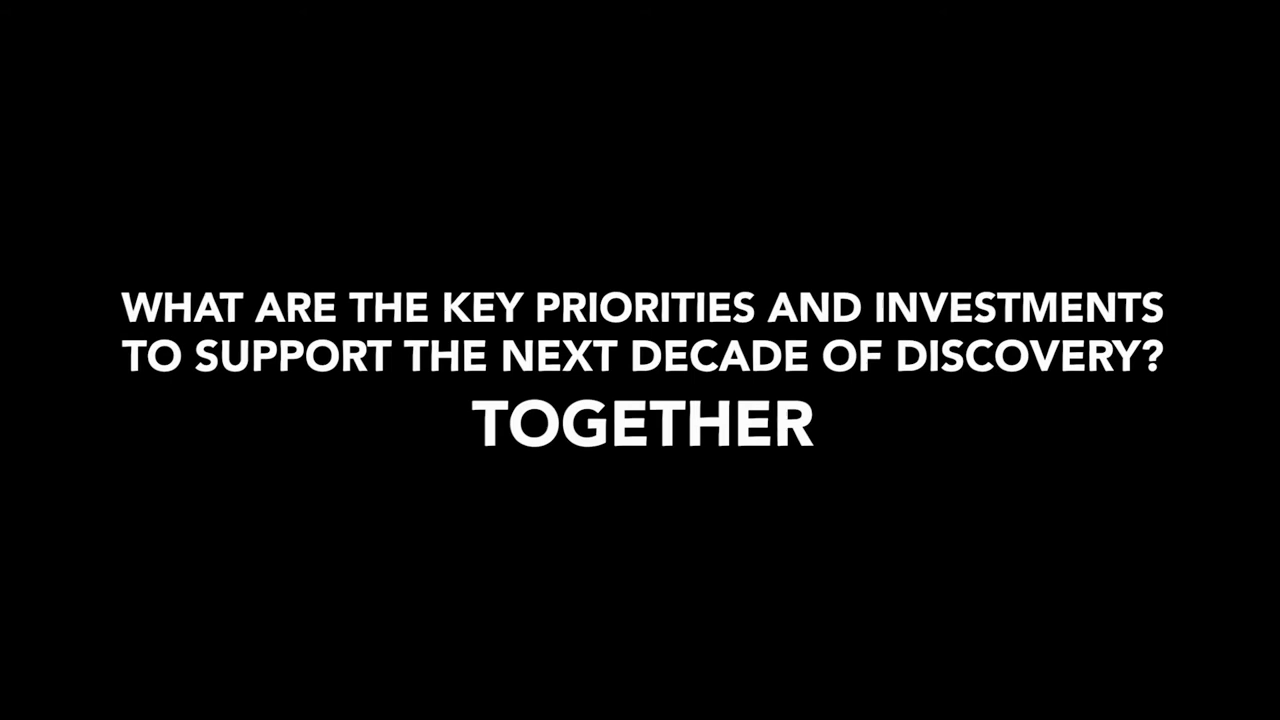 WHAT ARE THE KEY PRIORITIES AND INVESTMENTS
TO SUPPORT THE NEXT DECADE OF DISCOVERY?
TOGETHER